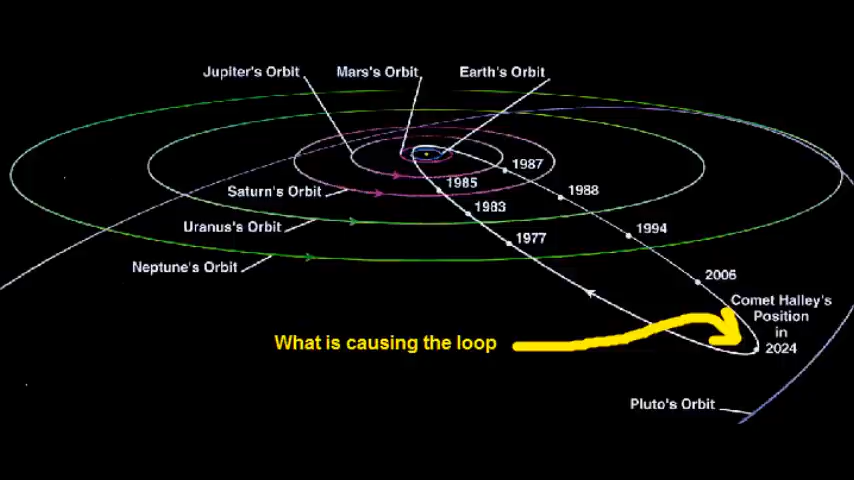 Jupiter's Orbit
Mars's Orbit
Earth's Orbit
1987
1985
Saturn's Orbit
1988
1983
Uranus's Orbit
1994
1977
Neptune's Orbit
2006
Comet Halley's
Position
in
2024
What is causing the loop
Pluto's Orbit